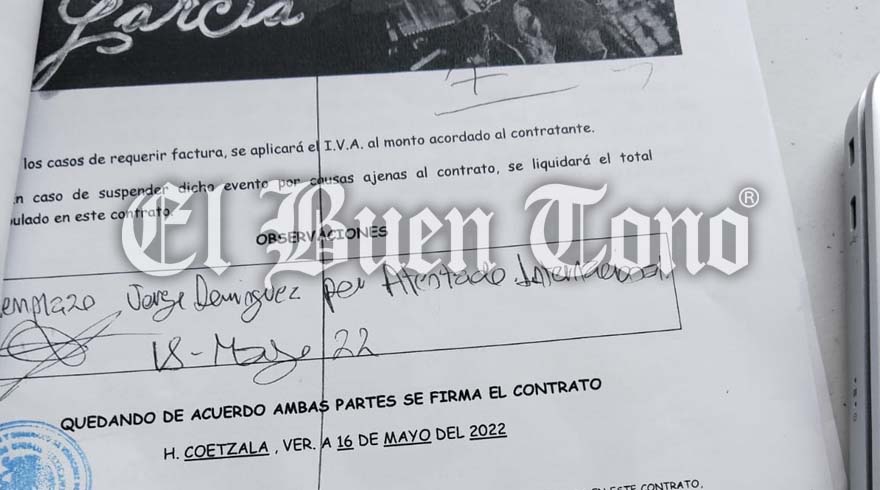 García
los casos de requerir factura, se aplicará el I.V.A. al monto acordado al contratante.
n caso de suspender dicho evento por causas ajenas al contrato, se liquidará el total
ulado en este contrato.
El Buen Tono®
OBSERVACIONES
emplazo Jorge Dominguez por Atentado Internacional
18-Mayo 22
QUEDANDO DE ACUERDO AMBAS PARTES SE FIRMA EL CONTRATO
H. COETZALA , VER. A 16 DE MAYO DEL 2022
EN ESTE CONTRATO.